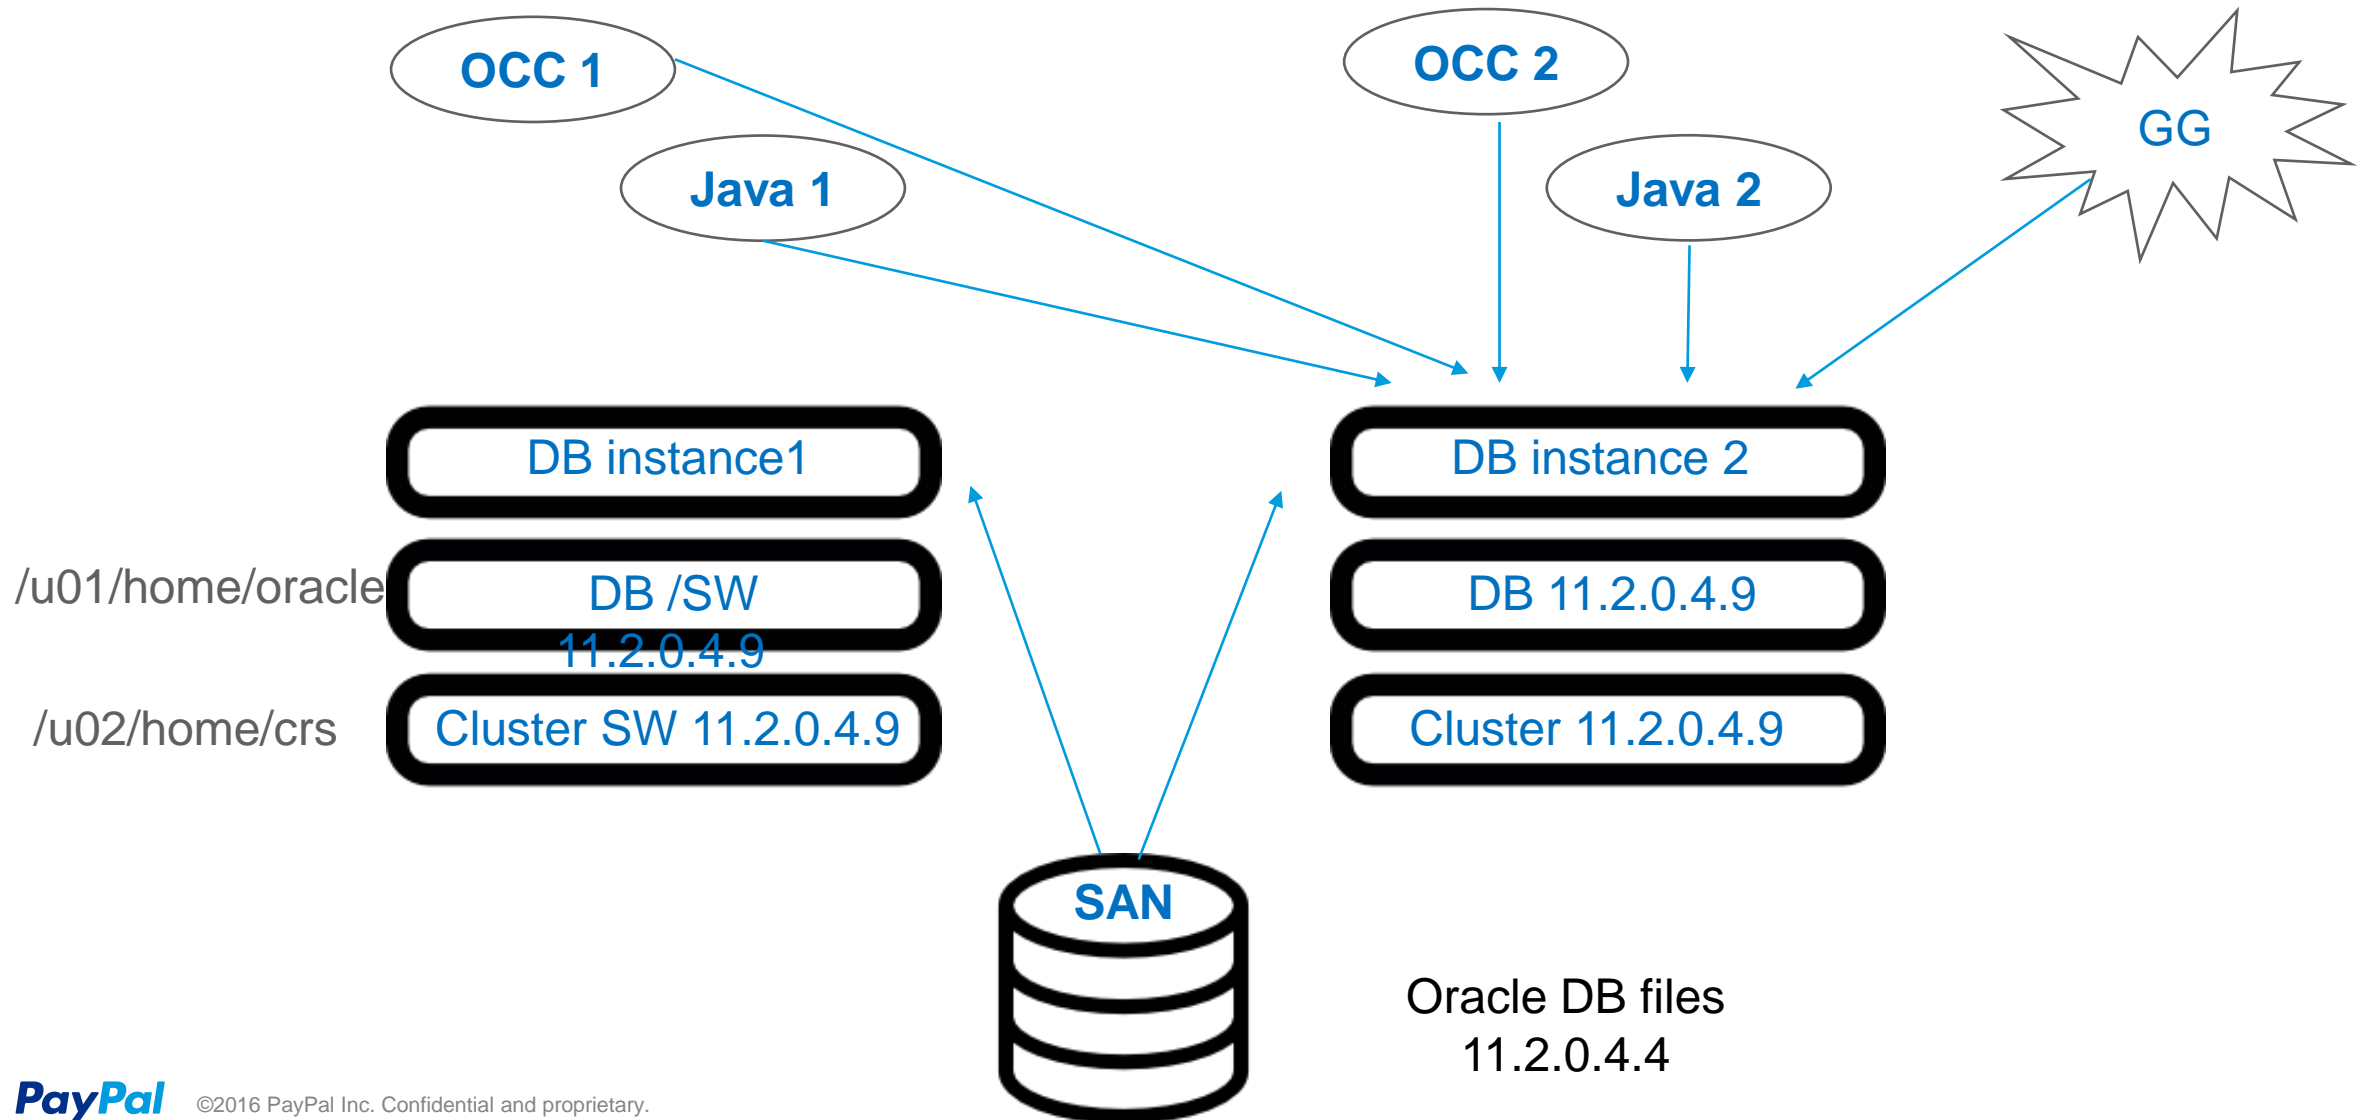 OCC 1
OCC 2
GG
Java 1
Java 2
DB instance1
DB instance 2
/u01/home/oracle
DB /SW
11.2.0.4.9
DB 11.2.0.4.9
/u02/home/crs
Cluster SW 11.2.0.4.9
Cluster 11.2.0.4.9
SAN
Oracle DB files
11.2.0.4.4
PayPal
©2016 PayPal Inc. Confidential and proprietary.